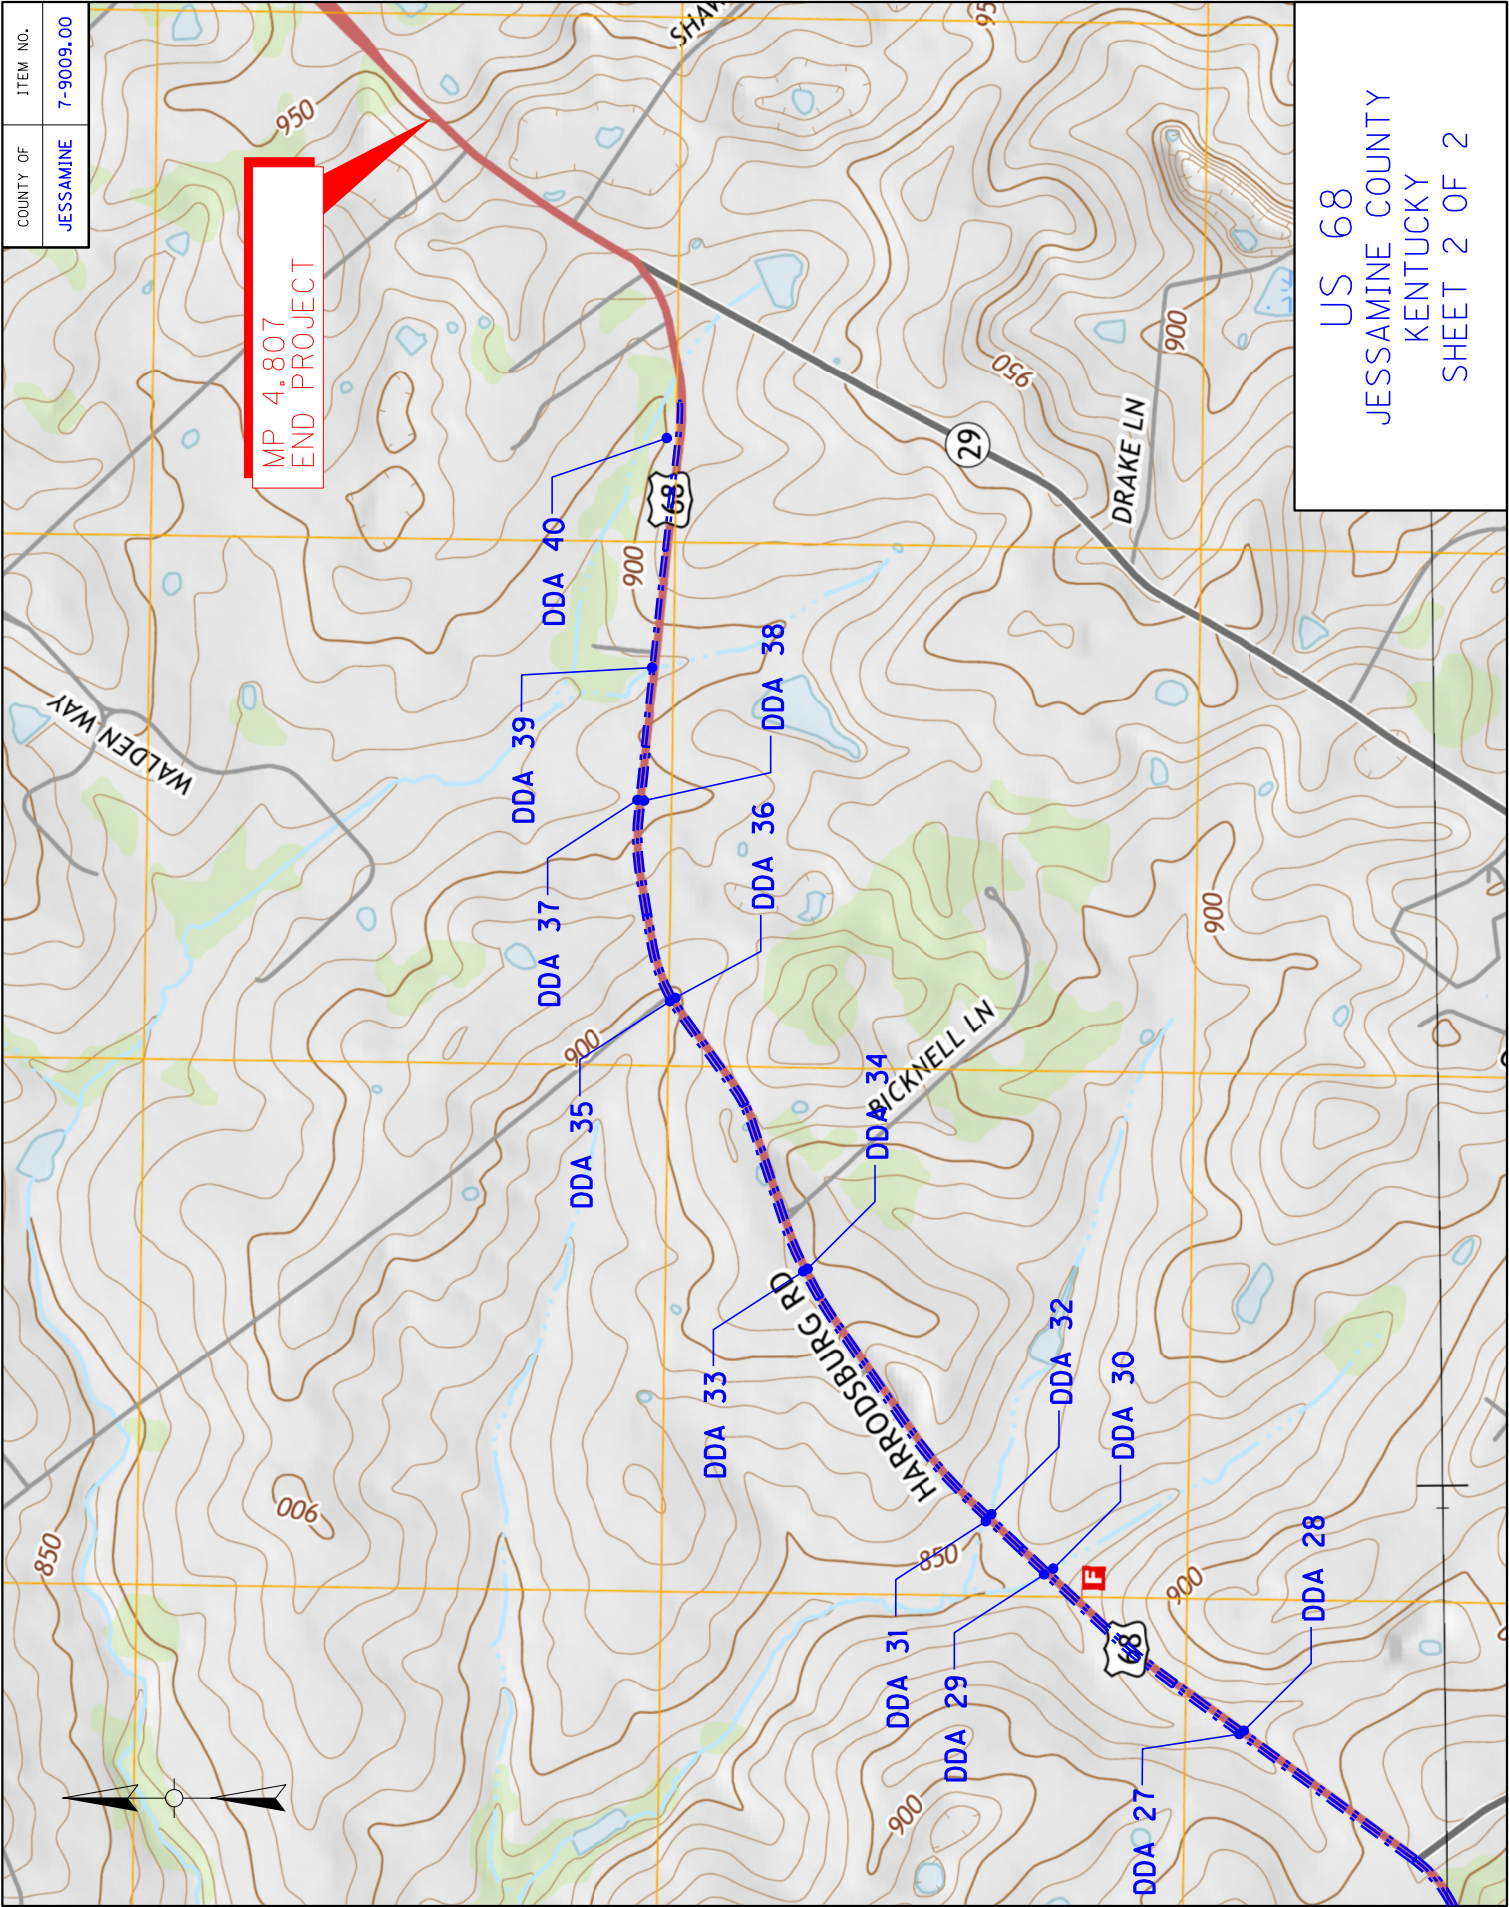 COUNTY OF
ITEM NO.
JESSAMINE
7-9009.00
MP 4.807
END PROJECT
US 68
JESSAMINE COUNTY
KENTUCKY
SHEET 2 OF 2
950
950
900
900
950
900
900
900
850
900
850
900
900
WALDEN WAY
DRAKE LN
BICKNELL LN
HARRODSBURG RD
29
68
68
F
DDA 27
DDA 28
DDA 29
DDA 30
DDA 31
DDA 32
DDA 33
DDA 34
DDA 35
DDA 36
DDA 37
DDA 38
DDA 39
DDA 40